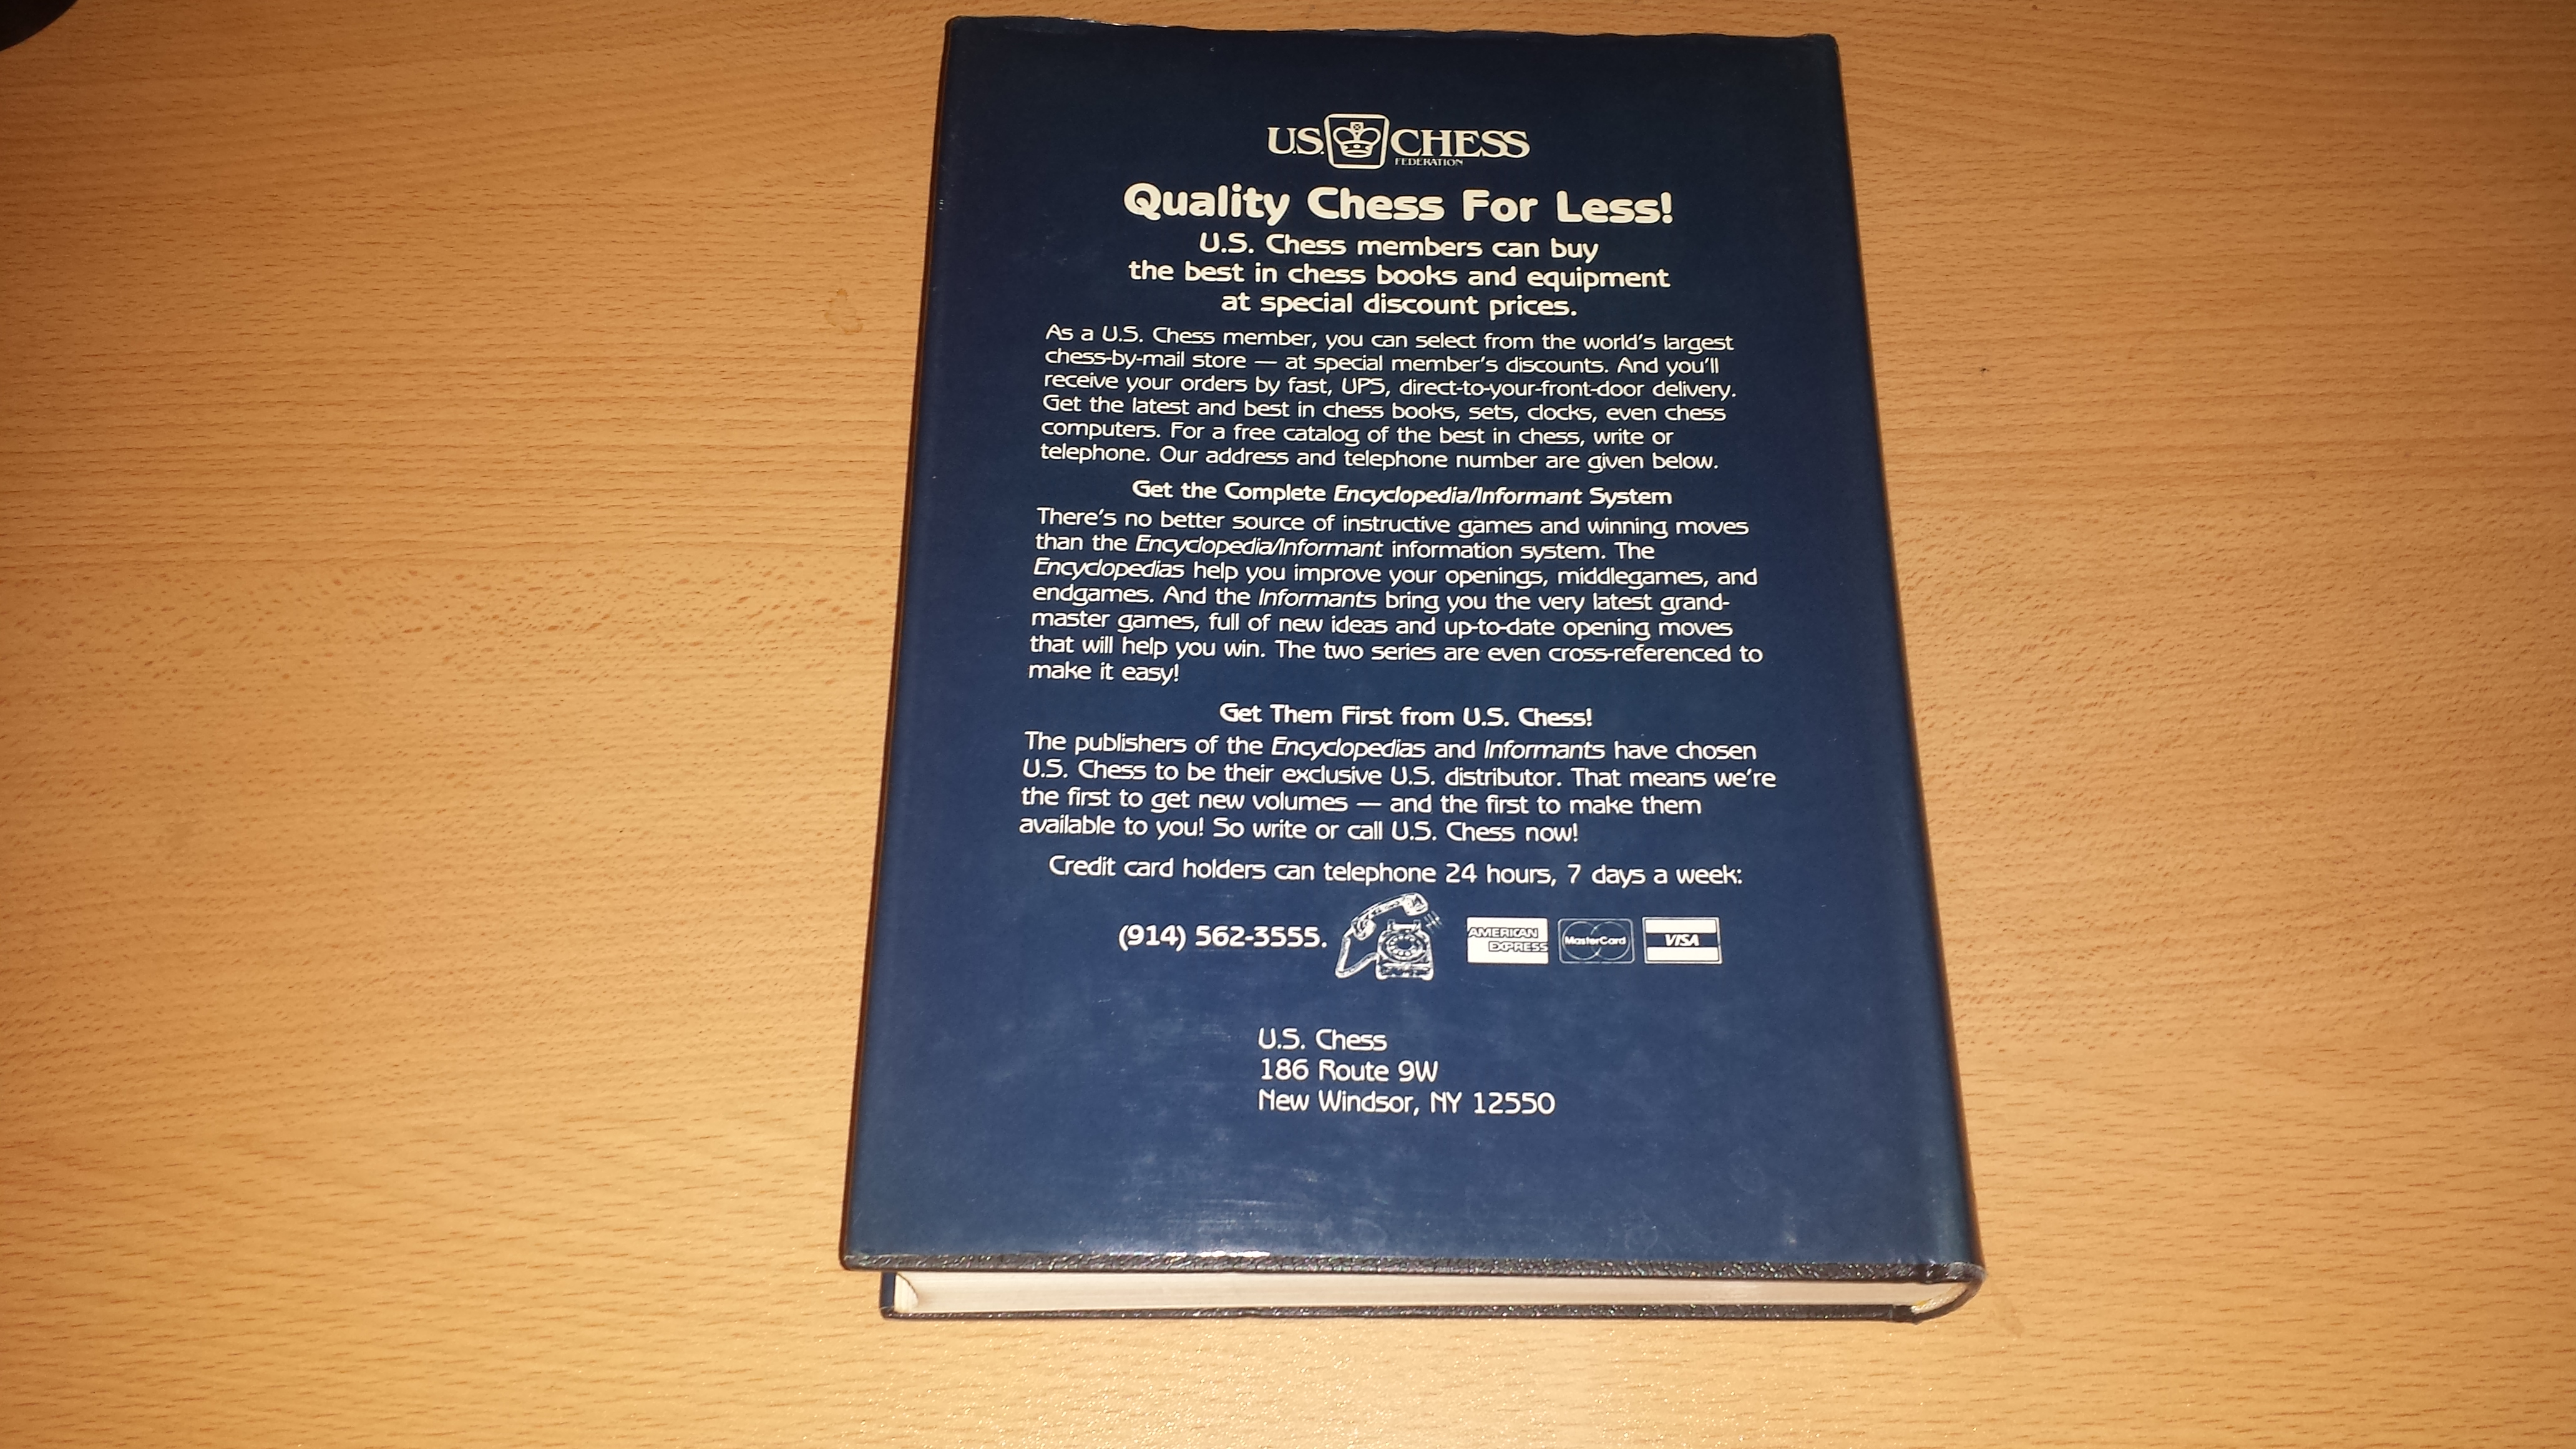 U.S. CHESS
FEDERATION
Quality Chess For Less!
U.S. Chess members can buy
the best in chess books and equipment
at special discount prices.
As a U.S. Chess member, you can select from the world's largest
chess-by-mail store — at special member's discounts. And you'll
receive your orders by fast, UPS, direct-to-your-front-door delivery.
Get the latest and best in chess books, sets, clocks, even chess
computers. For a free catalog of the best in chess, write or
telephone. Our address and telephone number are given below.
Get the Complete Encyclopedia/Informant System
There's no better source of instructive games and winning moves
than the Encyclopedia/Informant information system. The
Encyclopedias help you improve your openings, middlegames, and
endgames. And the Informants bring you the very latest grand-
master games, full of new ideas and up-to-date opening moves
that will help you win. The two series are even cross-referenced to
make it easy!
Get Them First from U.S. Chess!
The publishers of the Encyclopedias and Informants have chosen
U.S. Chess to be their exclusive U.S. distributor. That means we're
the first to get new volumes — and the first to make them
available to you! So write or call U.S. Chess now!
Credit card holders can telephone 24 hours, 7 days a week:
(914) 562-3555.
AMERICAN
EXPRESS
MasterCard
VISA
U.S. Chess
186 Route 9W
New Windsor, NY 12550